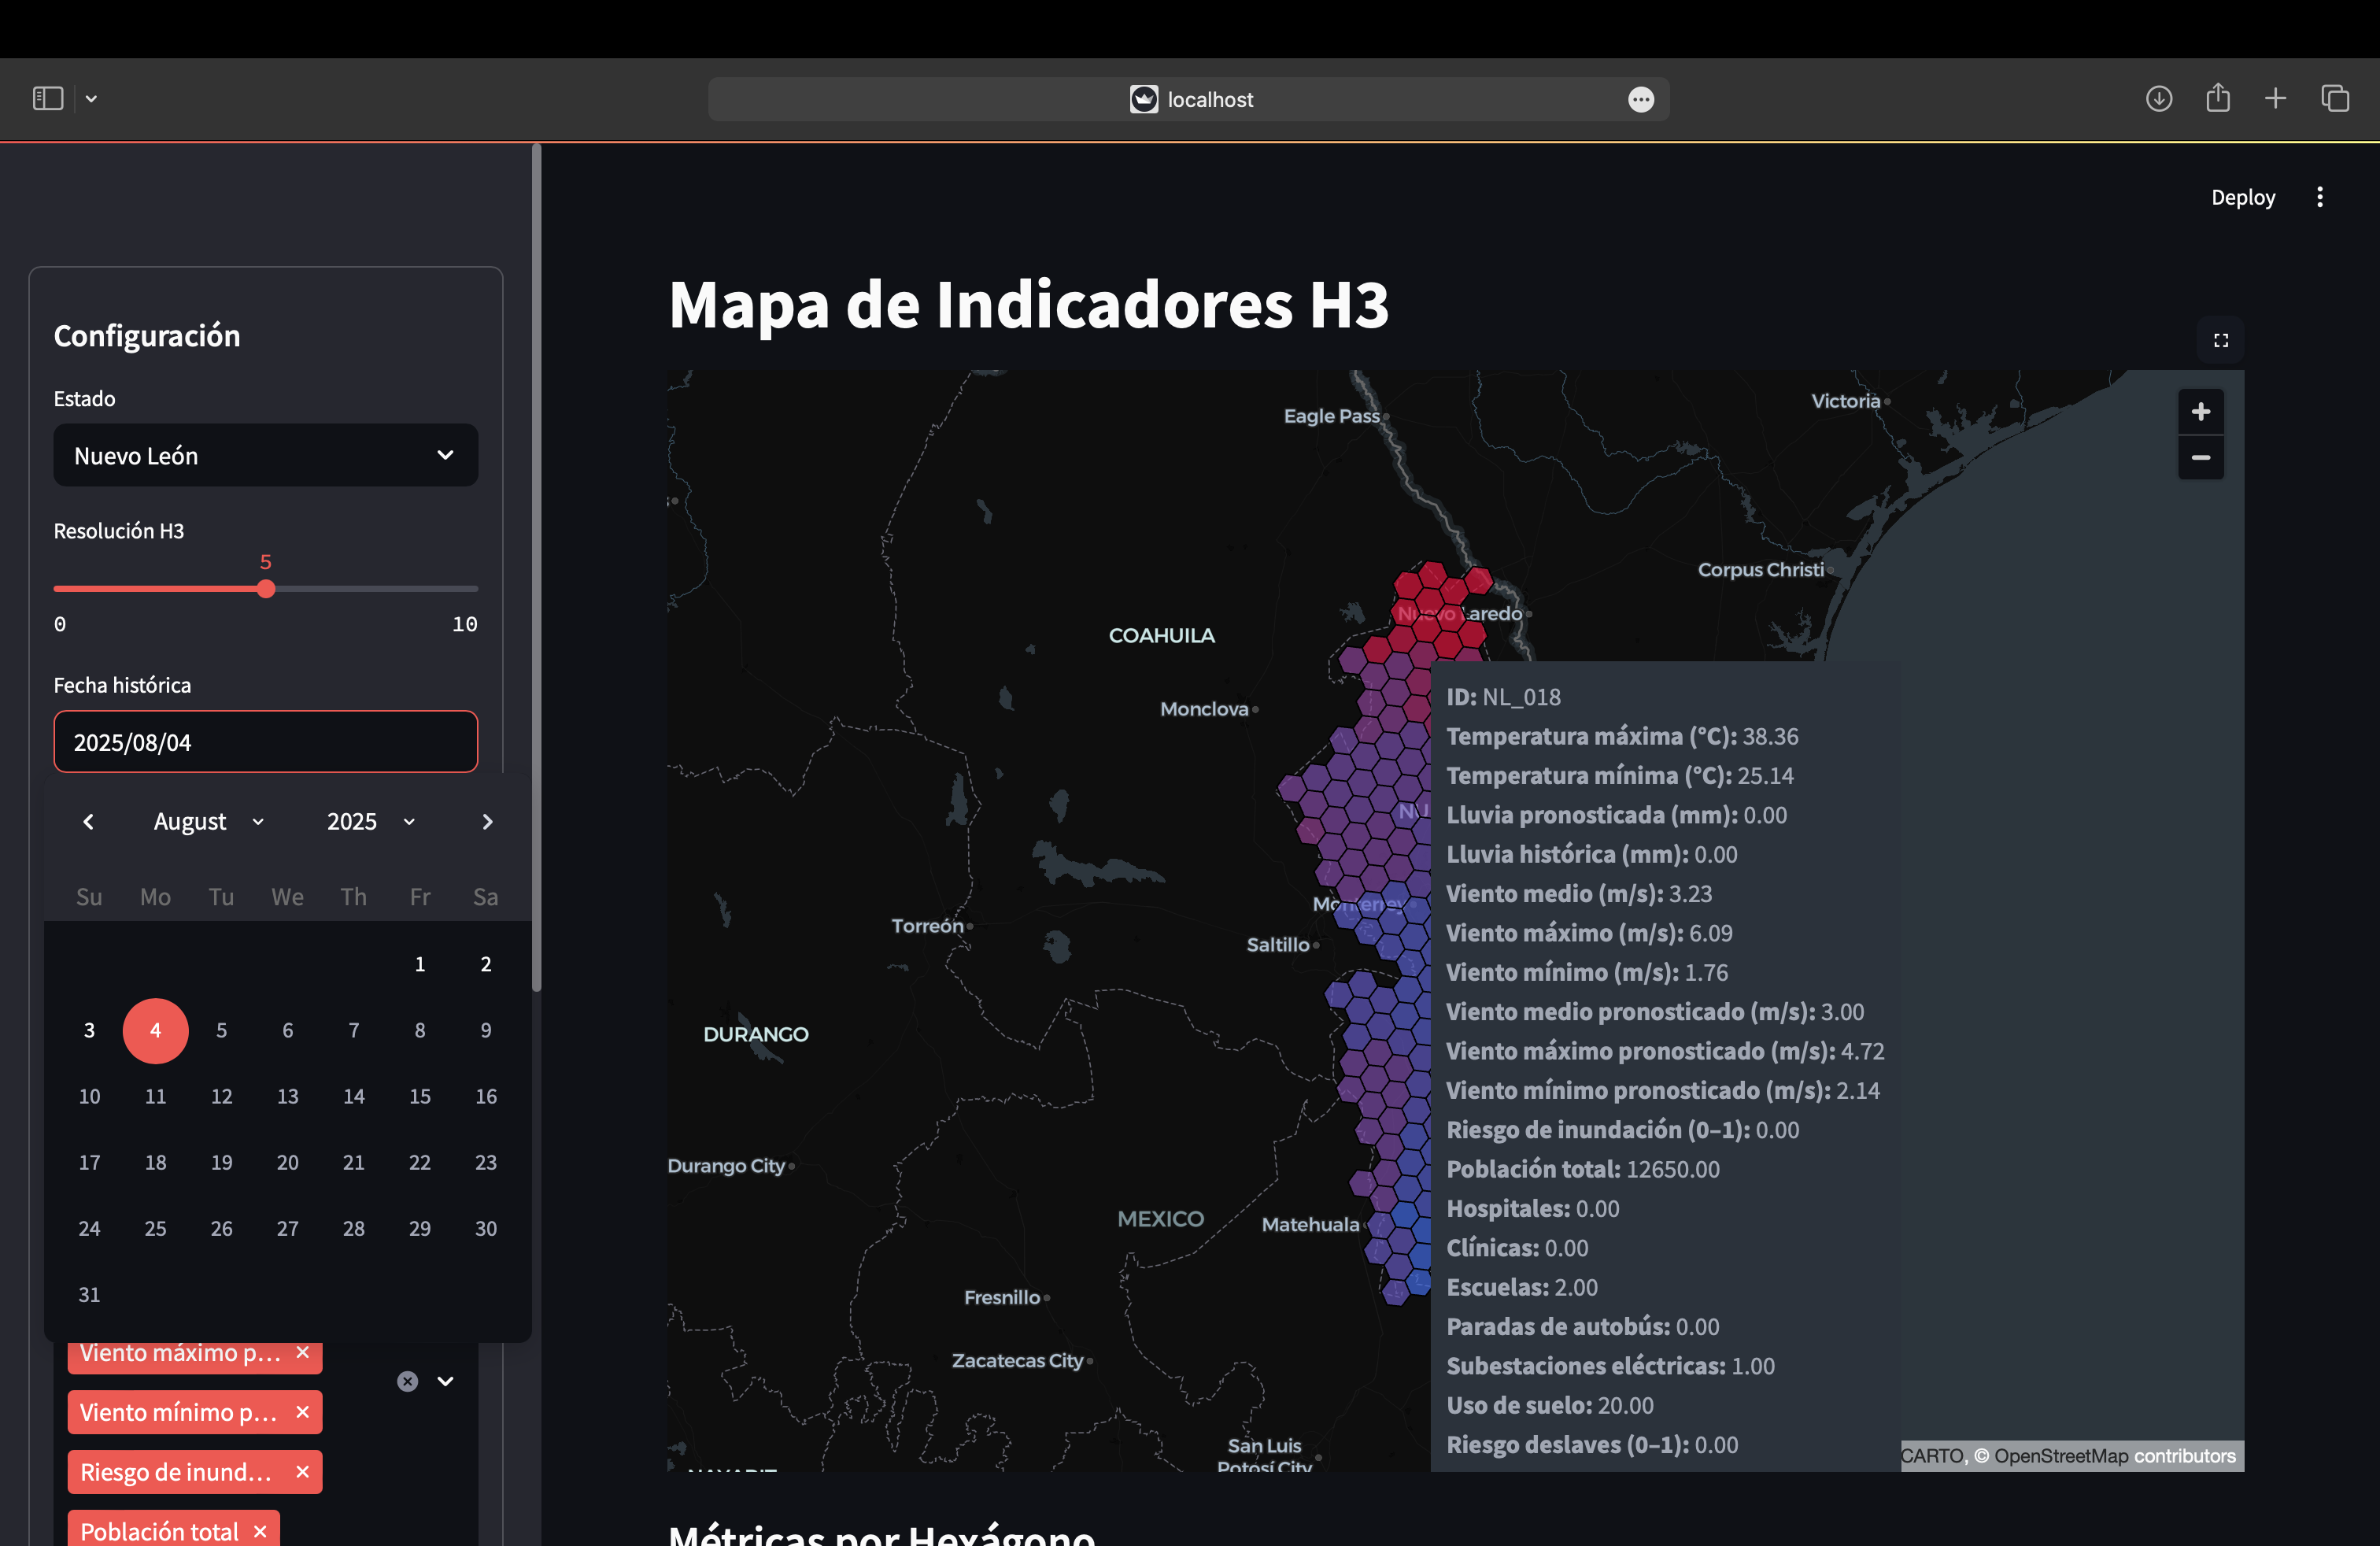 localhost
Deploy
Configuración
Estado
Nuevo León
Resolución H3
5
0 10
Fecha histórica
2025/08/04
August 2025
Su Mo Tu We Th Fr Sa
1 2
3 4 5 6 7 8 9
10 11 12 13 14 15 16
17 18 19 20 21 22 23
24 25 26 27 28 29 30
31
Viento máximo p...
Viento mínimo p...
Riesgo de inund...
Población total
Mapa de Indicadores H3
Eagle Pass
Victoria
Corpus Christi
Nuevo Laredo
COAHUILA
Monclova
NU
Monterrey
Torreón
Saltillo
DURANGO
Durango City
MEXICO
Matehuala
Fresnillo
Zacatecas City
San Luis
Potosí City
NAYARIT
ID: NL_018
Temperatura máxima (°C): 38.36
Temperatura mínima (°C): 25.14
Lluvia pronosticada (mm): 0.00
Lluvia histórica (mm): 0.00
Viento medio (m/s): 3.23
Viento máximo (m/s): 6.09
Viento mínimo (m/s): 1.76
Viento medio pronosticado (m/s): 3.00
Viento máximo pronosticado (m/s): 4.72
Viento mínimo pronosticado (m/s): 2.14
Riesgo de inundación (0–1): 0.00
Población total: 12650.00
Hospitales: 0.00
Clínicas: 0.00
Escuelas: 2.00
Paradas de autobús: 0.00
Subestaciones eléctricas: 1.00
Uso de suelo: 20.00
Riesgo deslaves (0–1): 0.00
CARTO, © OpenStreetMap contributors
Métricas por Hexágono